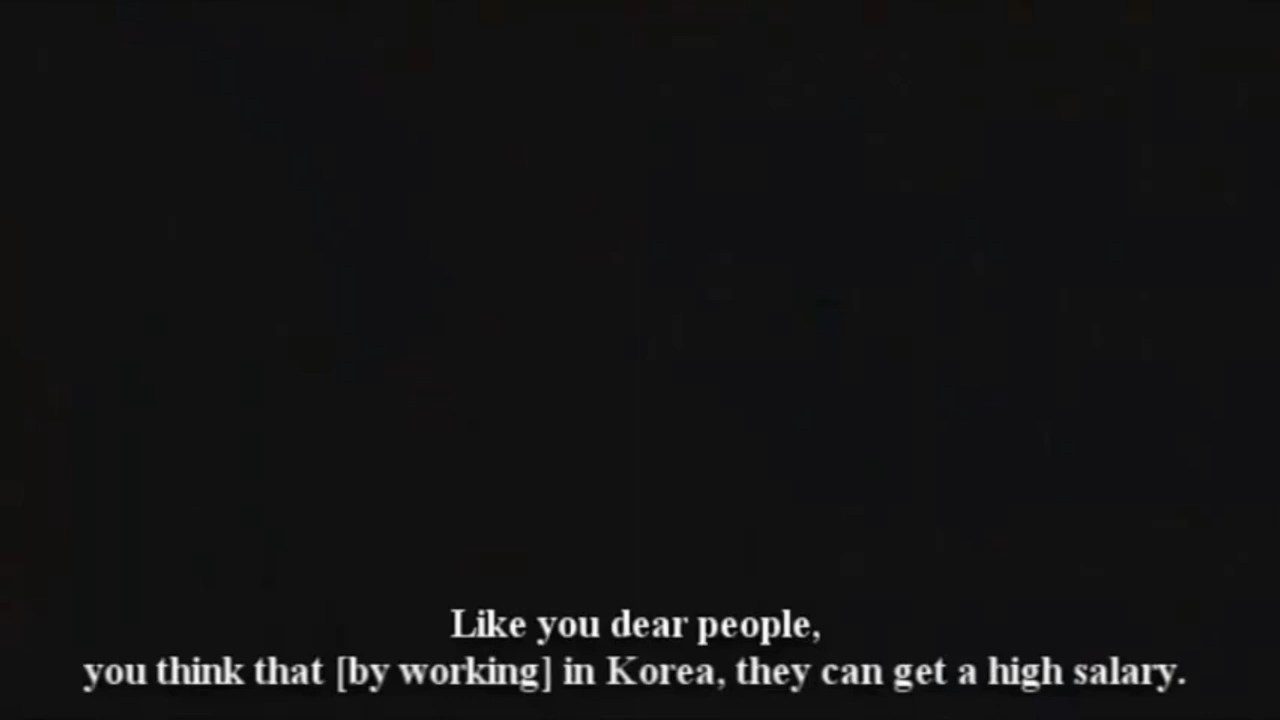 Like you dear people,
you think that [by working] in Korea, they can get a high salary.